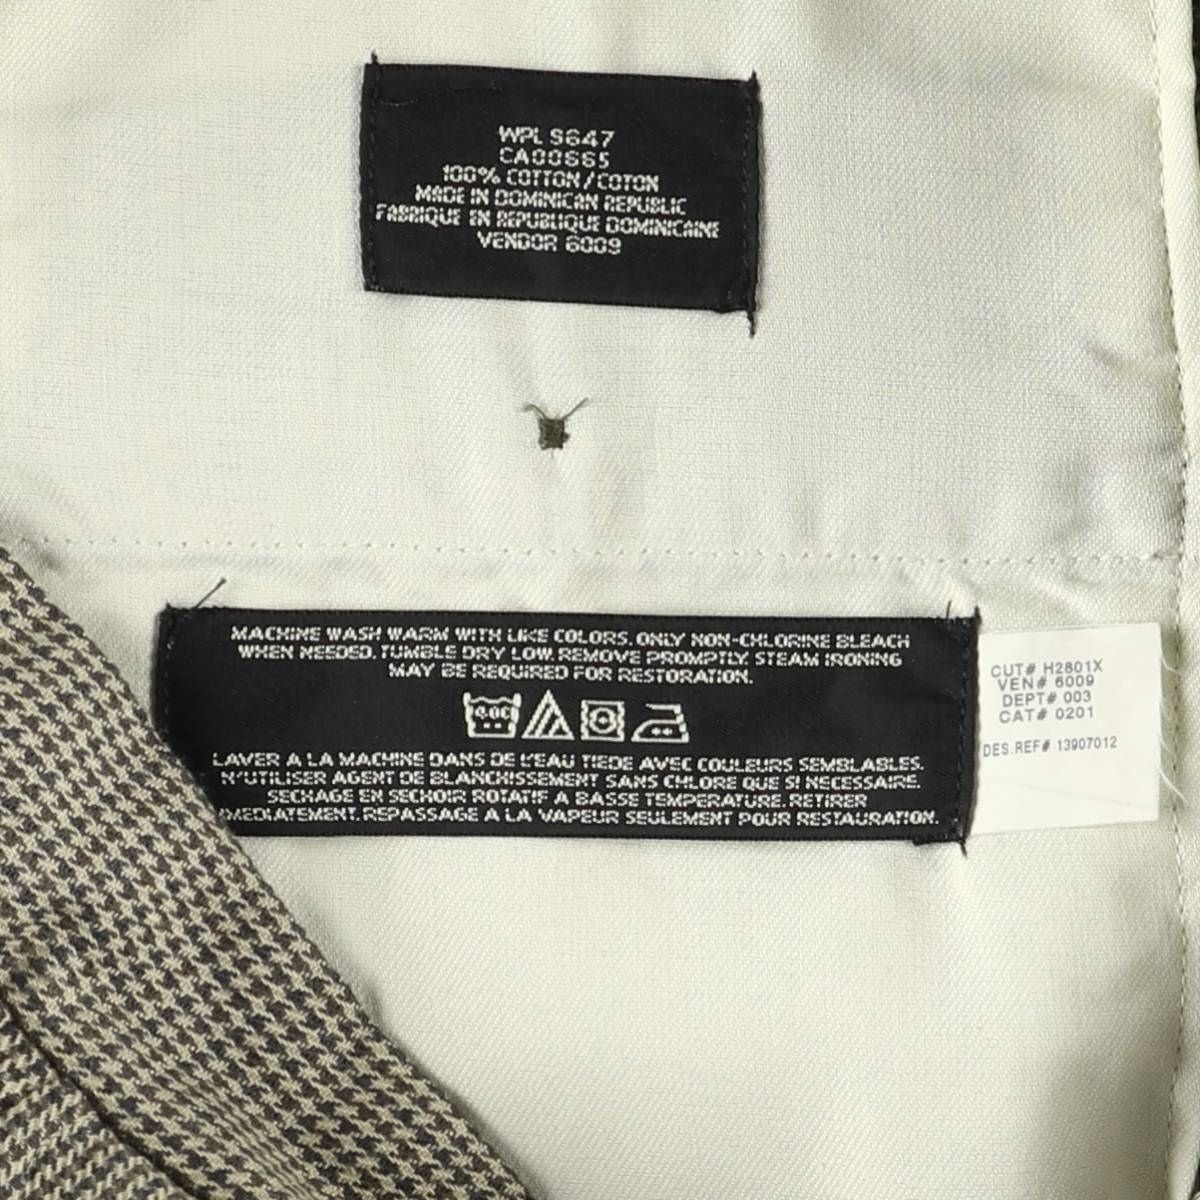 WPL 9647
CA00665
100% COTTON/COTON
MADE IN DOMINICAN REPUBLIC
FABRIQUE EN REPUBLIQUE DOMINICAINE
VENDOR 6009
MACHINE WASH WARM WITH LIKE COLORS. ONLY NON-CHLORINE BLEACH
WHEN NEEDED. TUMBLE DRY LOW. REMOVE PROMPTLY. STEAM IRONING
MAY BE REQUIRED FOR RESTORATION.
40C
LAVER A LA MACHINE DANS DE L'EAU TIEDE AVEC COULEURS SEMBLABLES.
N'UTILISER AGENT DE BLANCHISSEMENT SANS CHLORE QUE SI NECESSAIRE.
SECHAGE EN SECHOIR ROTATIF A BASSE TEMPERATURE. RETIRER
MEDIATEMENT. REPASSAGE A LA VAPEUR SEULEMENT POUR RESTAURATION.
CUT# H2801X
VEN# 6009
DEPT# 003
CAT# 0201
DES.REF# 13907012